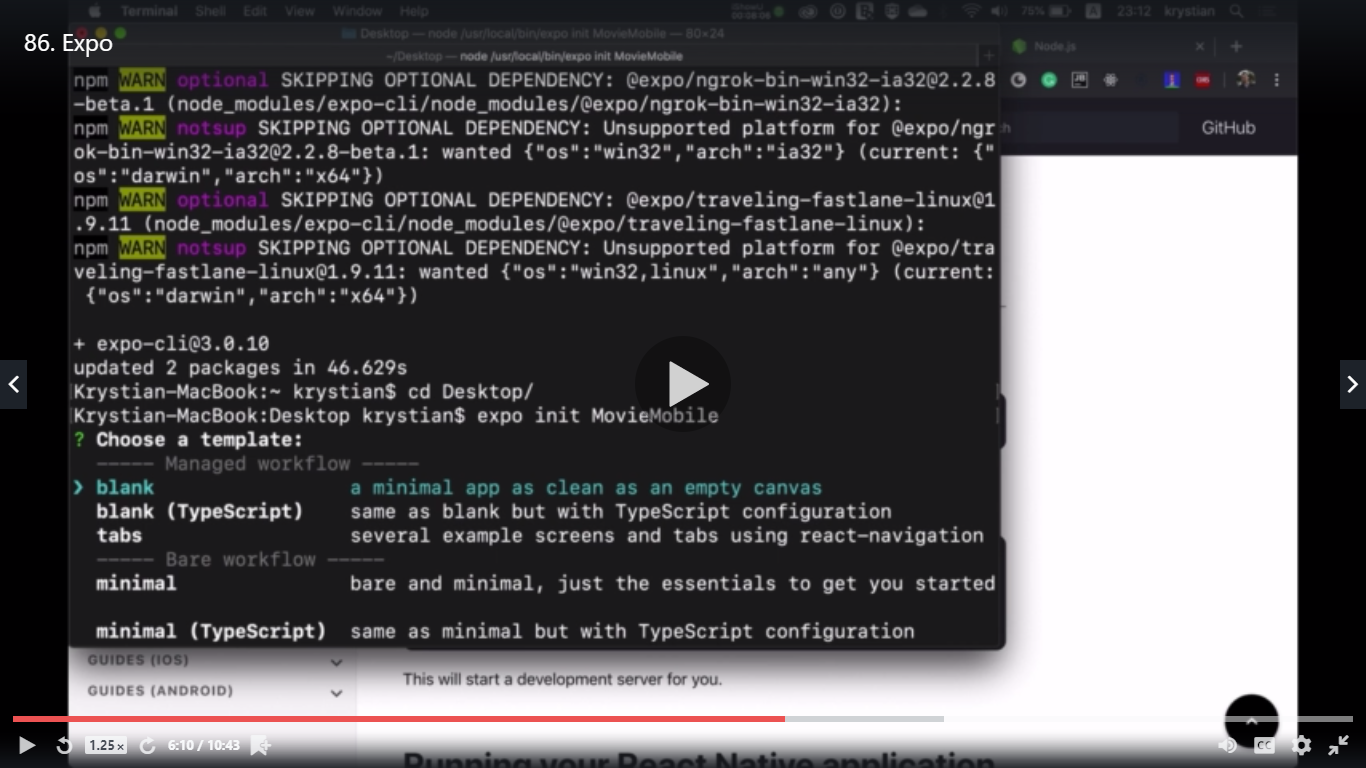 Terminal Shell Edit View Window Help 75% 23:12 krystian
86. Expo
Desktop — node /usr/local/bin/expo init MovieMobile — 80×24
~/Desktop — node /usr/local/bin/expo init MovieMobile
Node.js
GitHub
npm WARN optional SKIPPING OPTIONAL DEPENDENCY: @expo/ngrok-bin-win32-ia32@2.2.8
-beta.1 (node_modules/expo-cli/node_modules/@expo/ngrok-bin-win32-ia32):
npm WARN notsup SKIPPING OPTIONAL DEPENDENCY: Unsupported platform for @expo/ngr
ok-bin-win32-ia32@2.2.8-beta.1: wanted {"os":"win32","arch":"ia32"} (current: {"
os":"darwin","arch":"x64"})
npm WARN optional SKIPPING OPTIONAL DEPENDENCY: @expo/traveling-fastlane-linux@1
.9.11 (node_modules/expo-cli/node_modules/@expo/traveling-fastlane-linux):
npm WARN notsup SKIPPING OPTIONAL DEPENDENCY: Unsupported platform for @expo/tra
veling-fastlane-linux@1.9.11: wanted {"os":"win32,linux","arch":"any"} (current:
{"os":"darwin","arch":"x64"})
+ expo-cli@3.0.10
updated 2 packages in 46.629s
Krystian-MacBook:~ krystian$ cd Desktop/
Krystian-MacBook:Desktop krystian$ expo init MovieMobile
? Choose a template:
----- Managed workflow -----
❯ blank a minimal app as clean as an empty canvas
blank (TypeScript) same as blank but with TypeScript configuration
tabs several example screens and tabs using react-navigation
----- Bare workflow -----
minimal bare and minimal, just the essentials to get you started
minimal (TypeScript) same as minimal but with TypeScript configuration
GUIDES (IOS)
GUIDES (ANDROID)
This will start a development server for you.
Running your React Native application
1.25× 6:10 / 10:43 CC